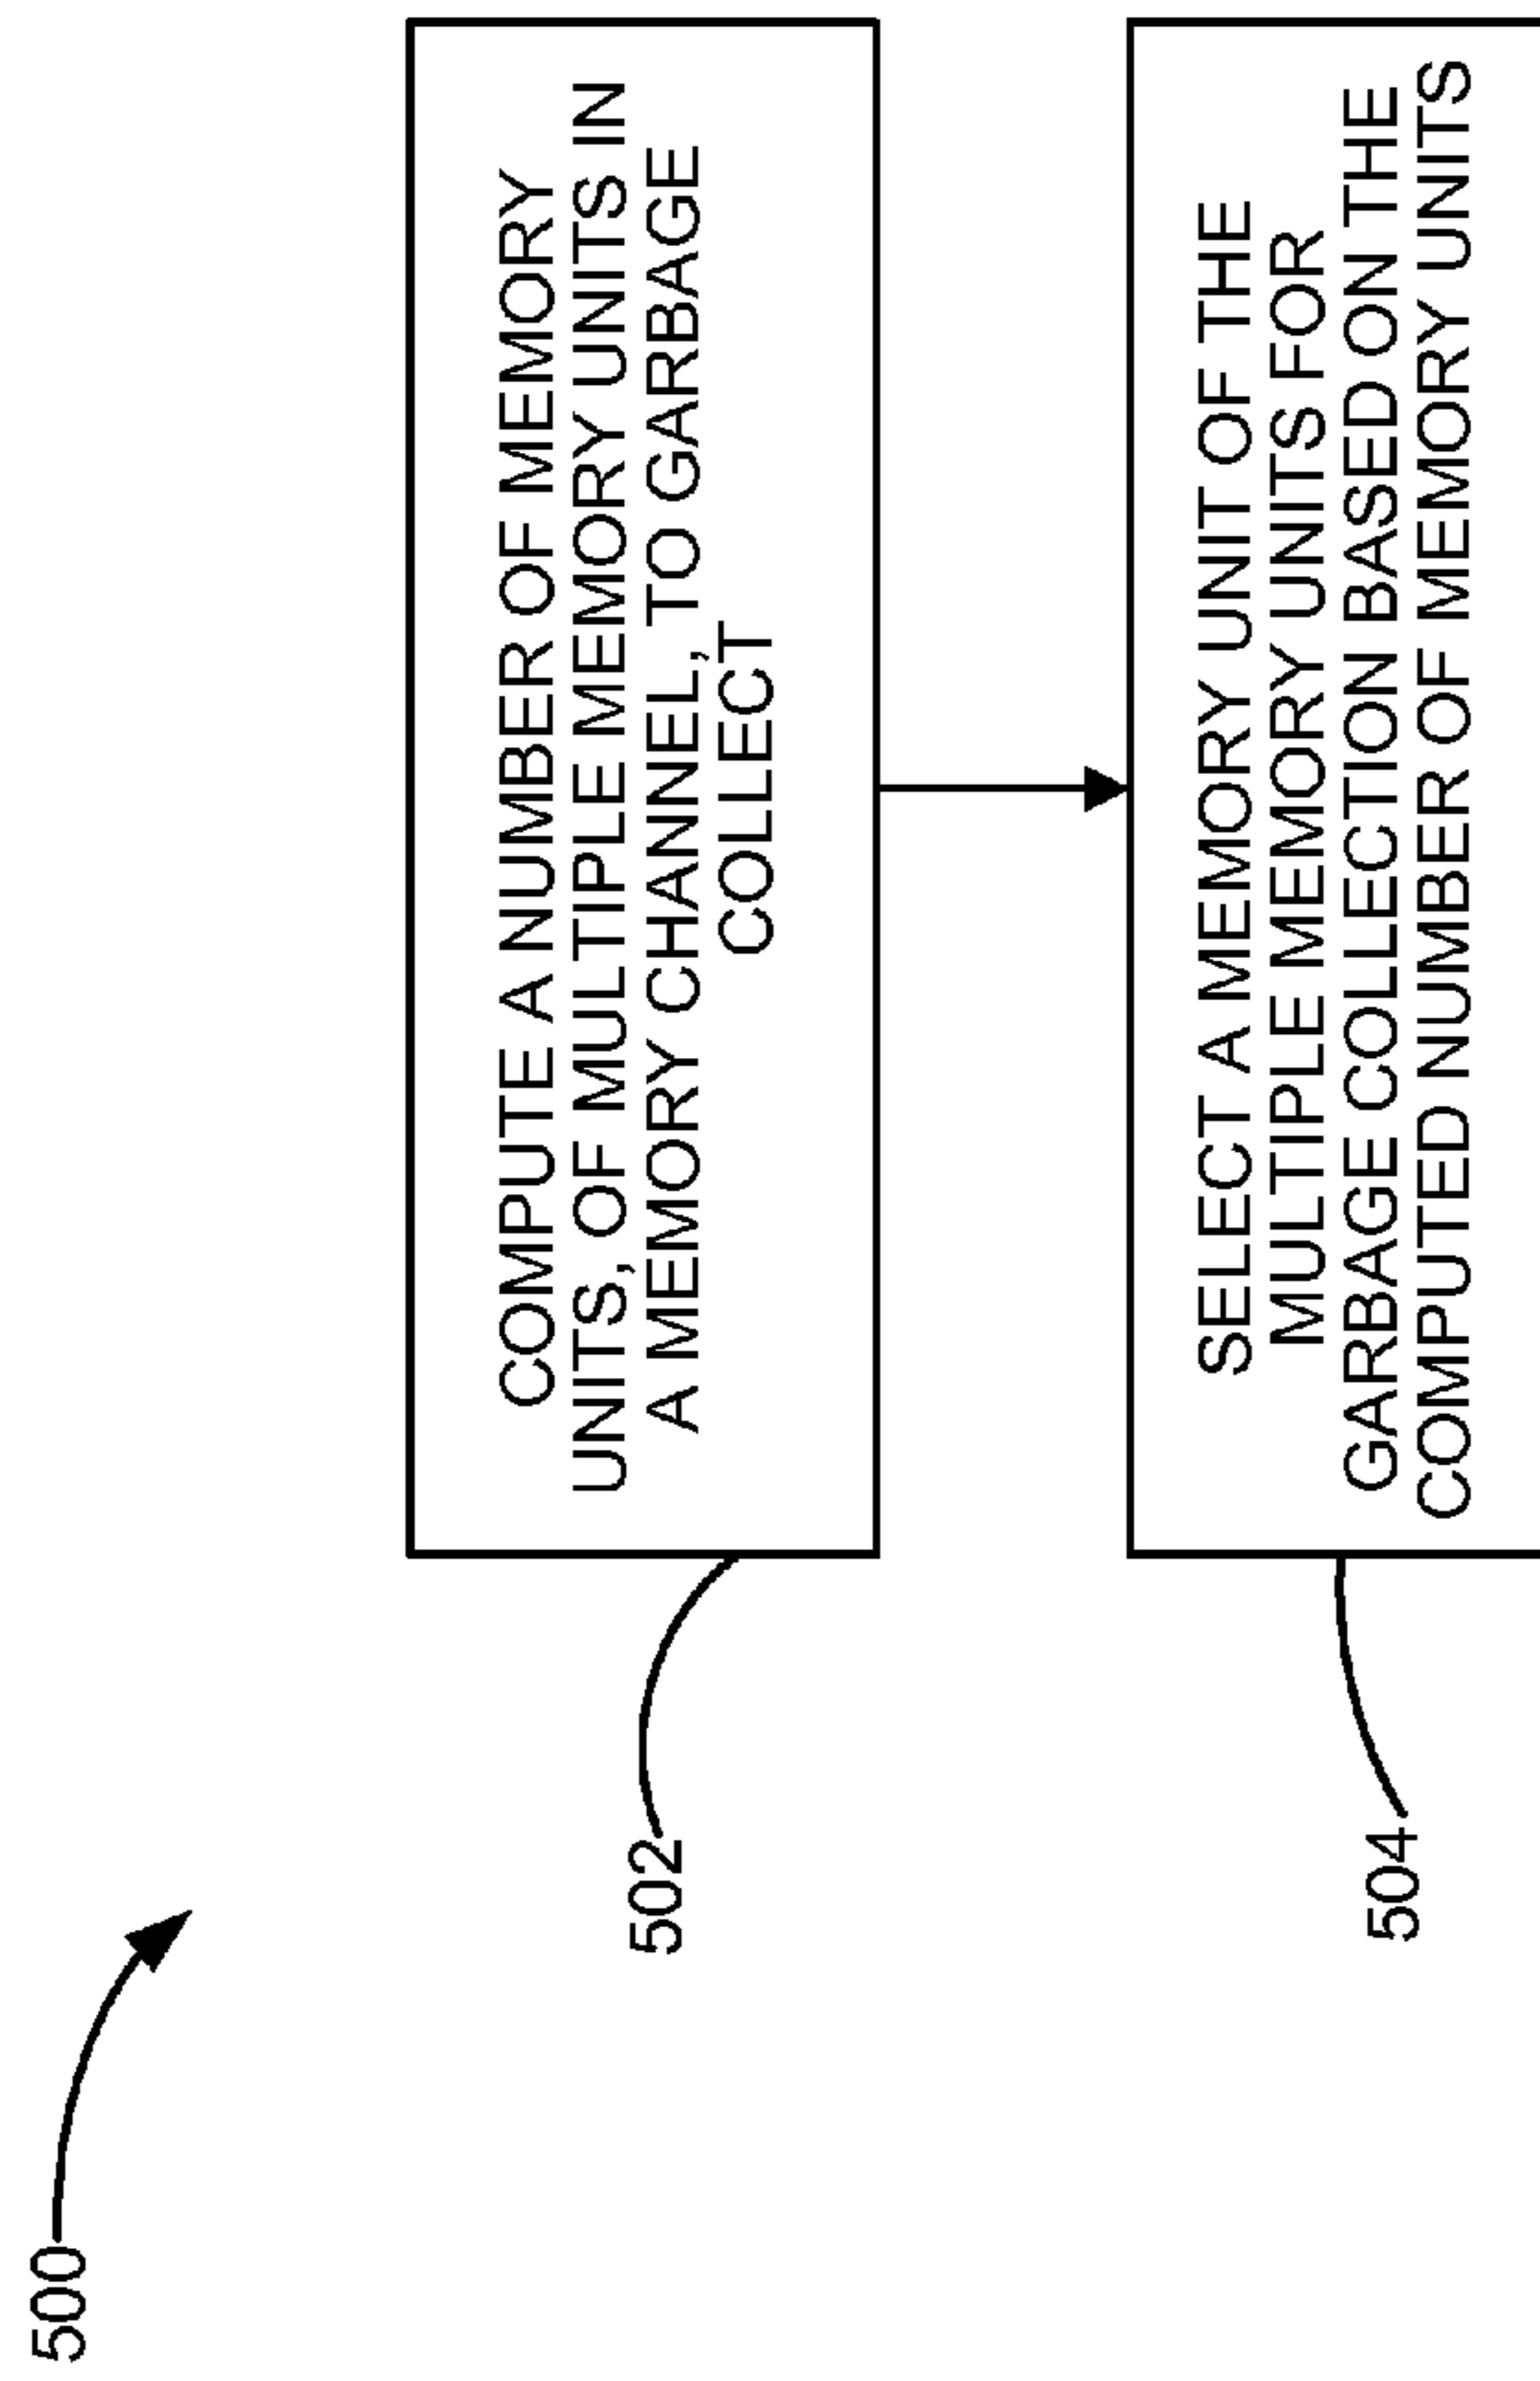 500
502
COMPUTE A NUMBER OF MEMORY
UNITS, OF MULTIPLE MEMORY UNITS IN
A MEMORY CHANNEL, TO GARBAGE
COLLECT
504
SELECT A MEMORY UNIT OF THE
MULTIPLE MEMORY UNITS FOR
GARBAGE COLLECTION BASED ON THE
COMPUTED NUMBER OF MEMORY UNITS